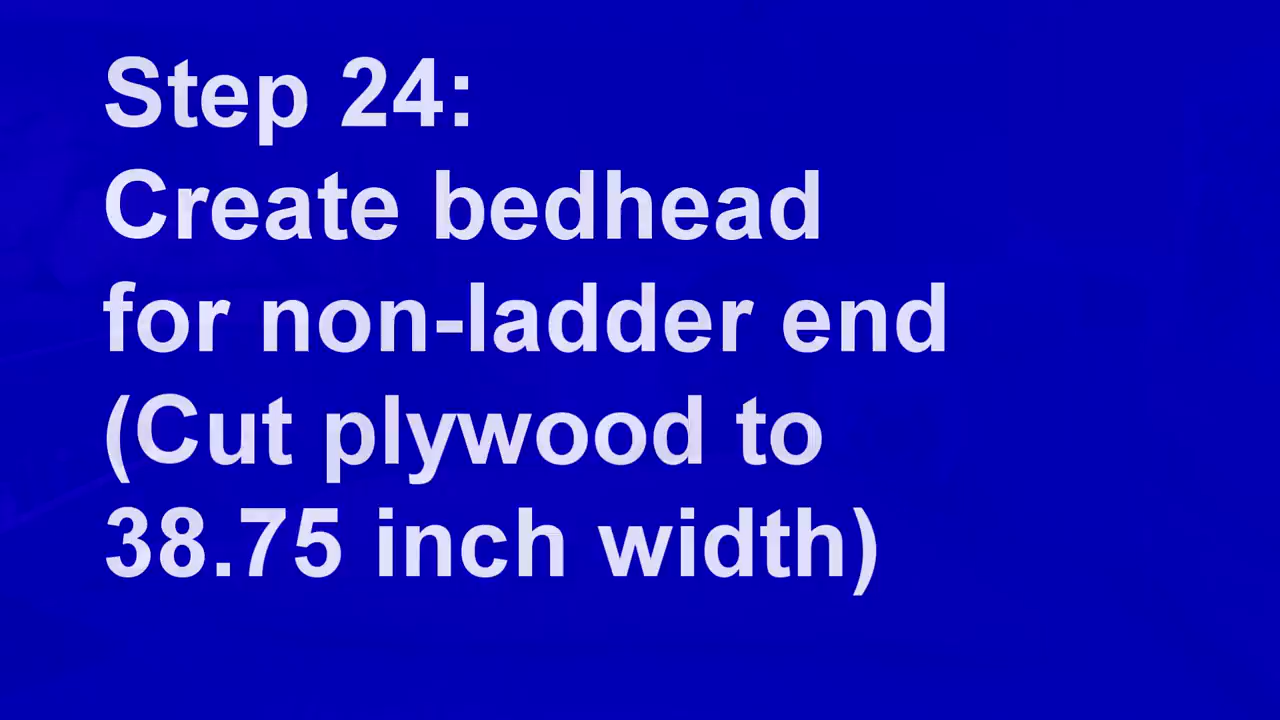 Step 24:
Create bedhead
for non-ladder end
(Cut plywood to
38.75 inch width)